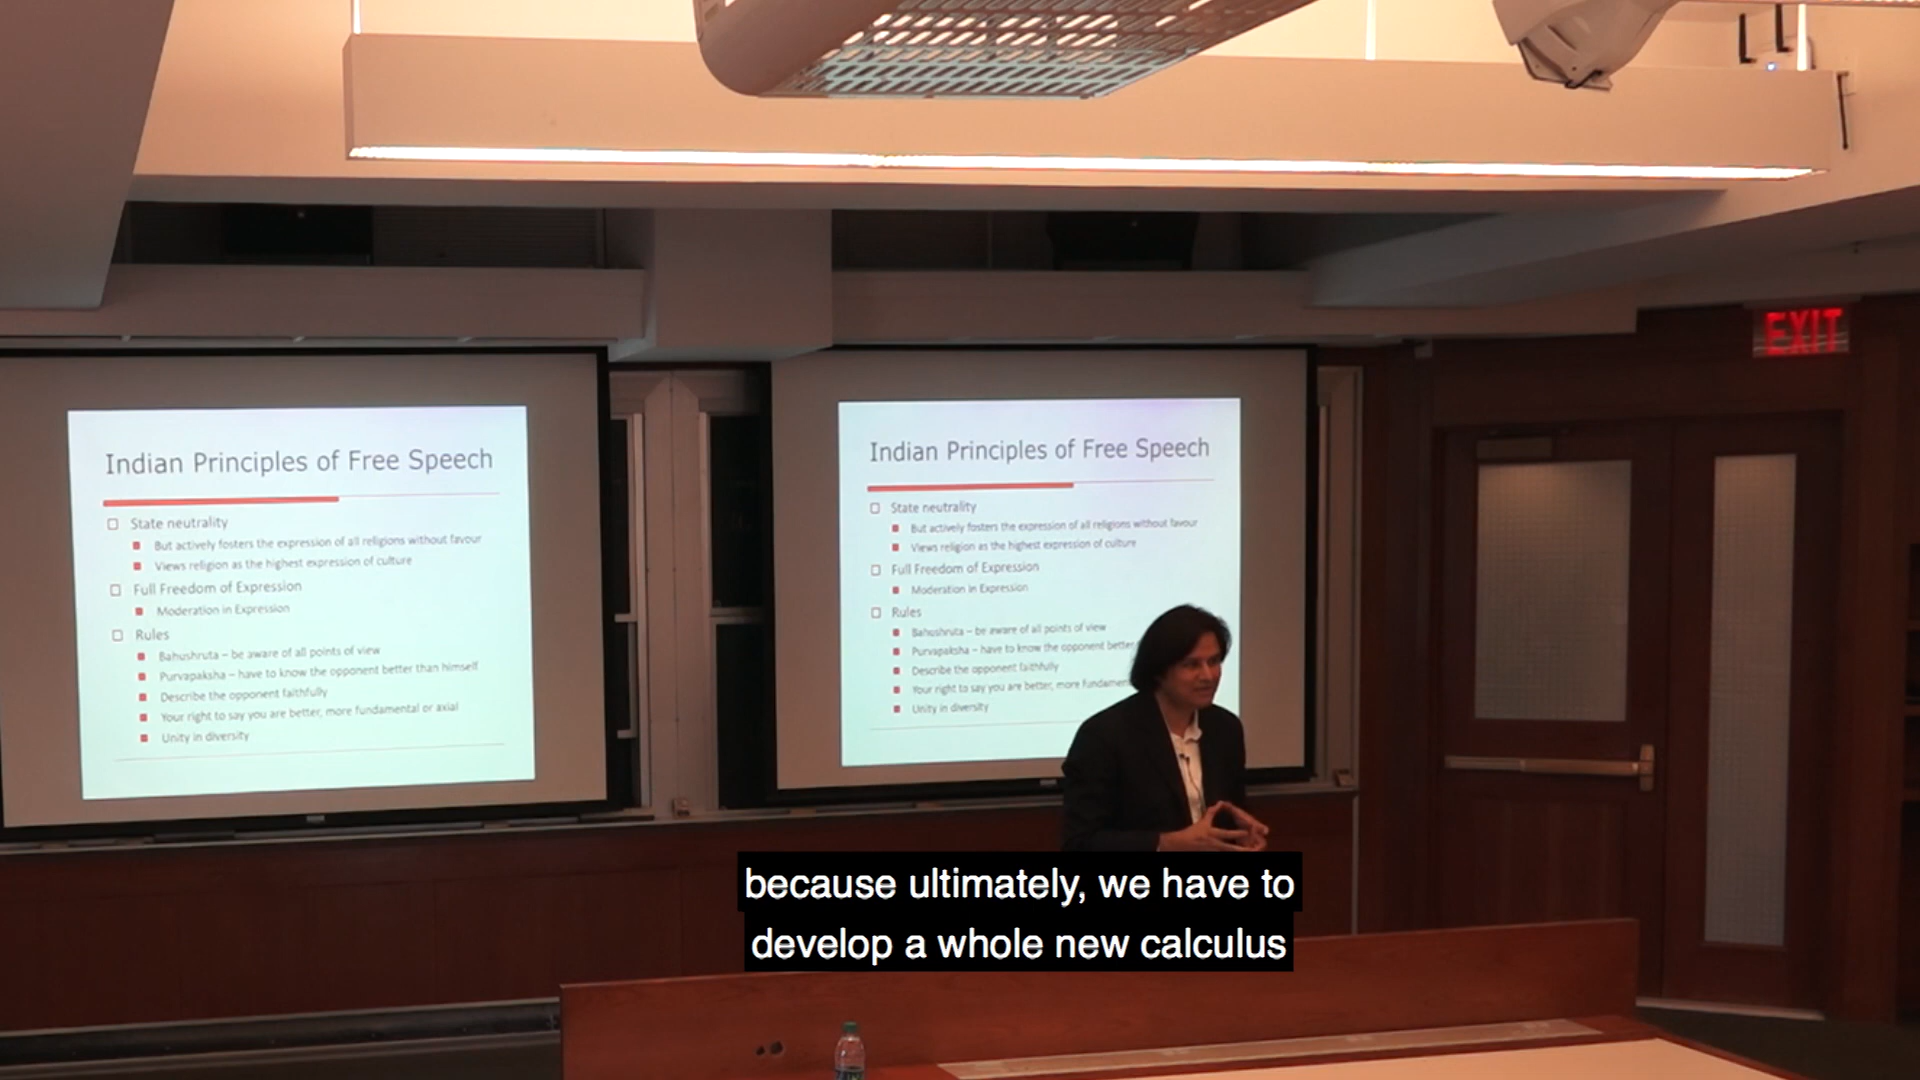 EXIT
Indian Principles of Free Speech
State neutrality
But actively fosters the expression of all religions without favour
Views religion as the highest expression of culture
Full Freedom of Expression
Moderation in Expression
Rules
Bahushruta – be aware of all points of view
Purvapaksha – have to know the opponent better than himself
Describe the opponent faithfully
Your right to say you are better, more fundamental or axial
Unity in diversity
Indian Principles of Free Speech
State neutrality
But actively fosters the expression of all religions without favour
Views religion as the highest expression of culture
Full Freedom of Expression
Moderation in Expression
Rules
Bahushruta – be aware of all points of view
Purvapaksha – have to know the opponent better
Describe the opponent faithfully
Your right to say you are better, more
Unity in diversity
because ultimately, we have to
develop a whole new calculus